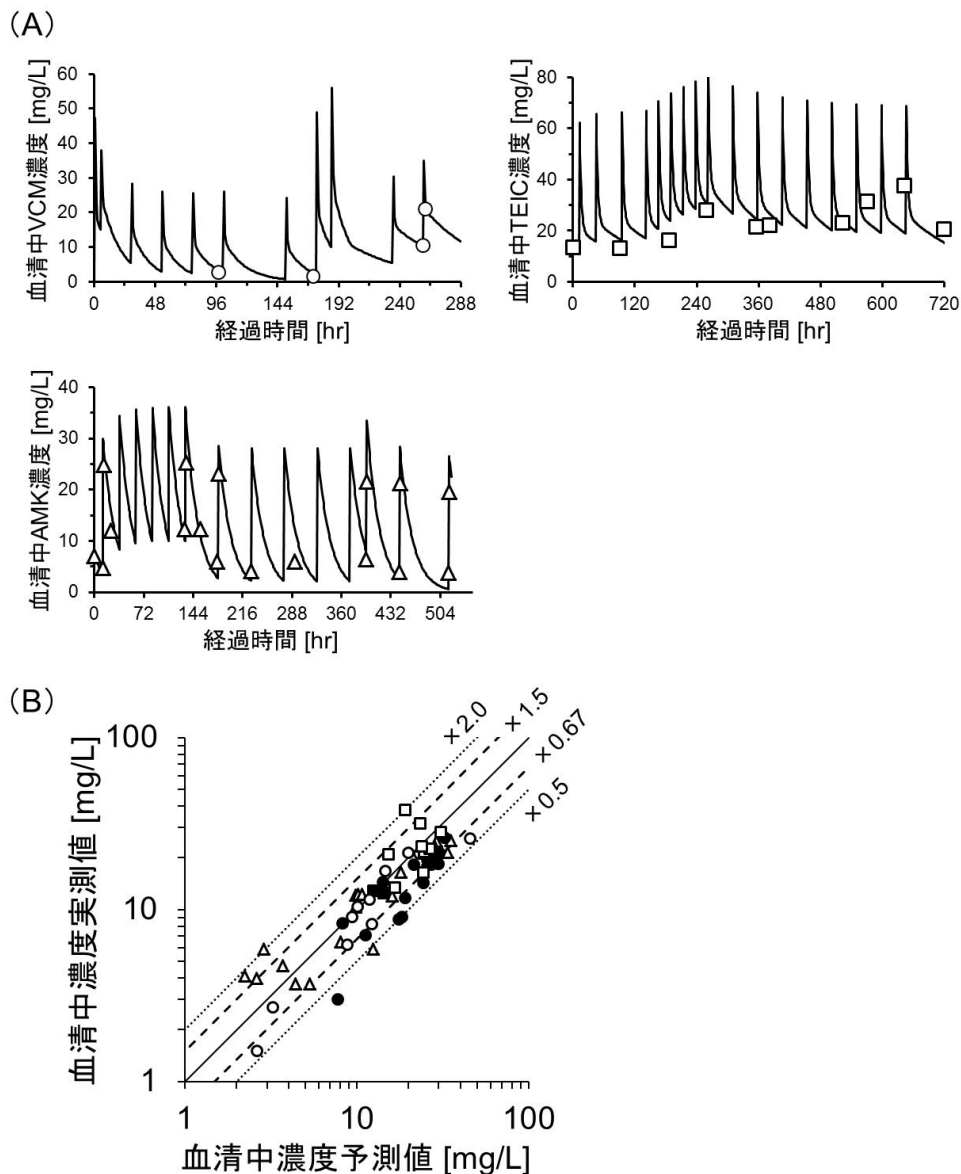 （A）
血清中VCM濃度 [mg/L]
60
50
40
30
20
10
0
0 48 96 144 192 240 288
経過時間 [hr]
血清中TEIC濃度 [mg/L]
80
60
40
20
0
0 120 240 360 480 600 720
経過時間 [hr]
血清中AMK濃度 [mg/L]
40
30
20
10
0
0 72 144 216 288 360 432 504
経過時間 [hr]
（B）
血清中濃度実測値 [mg/L]
100
10
1
×2.0
×1.5
×0.67
×0.5
1 10 100
血清中濃度予測値 [mg/L]